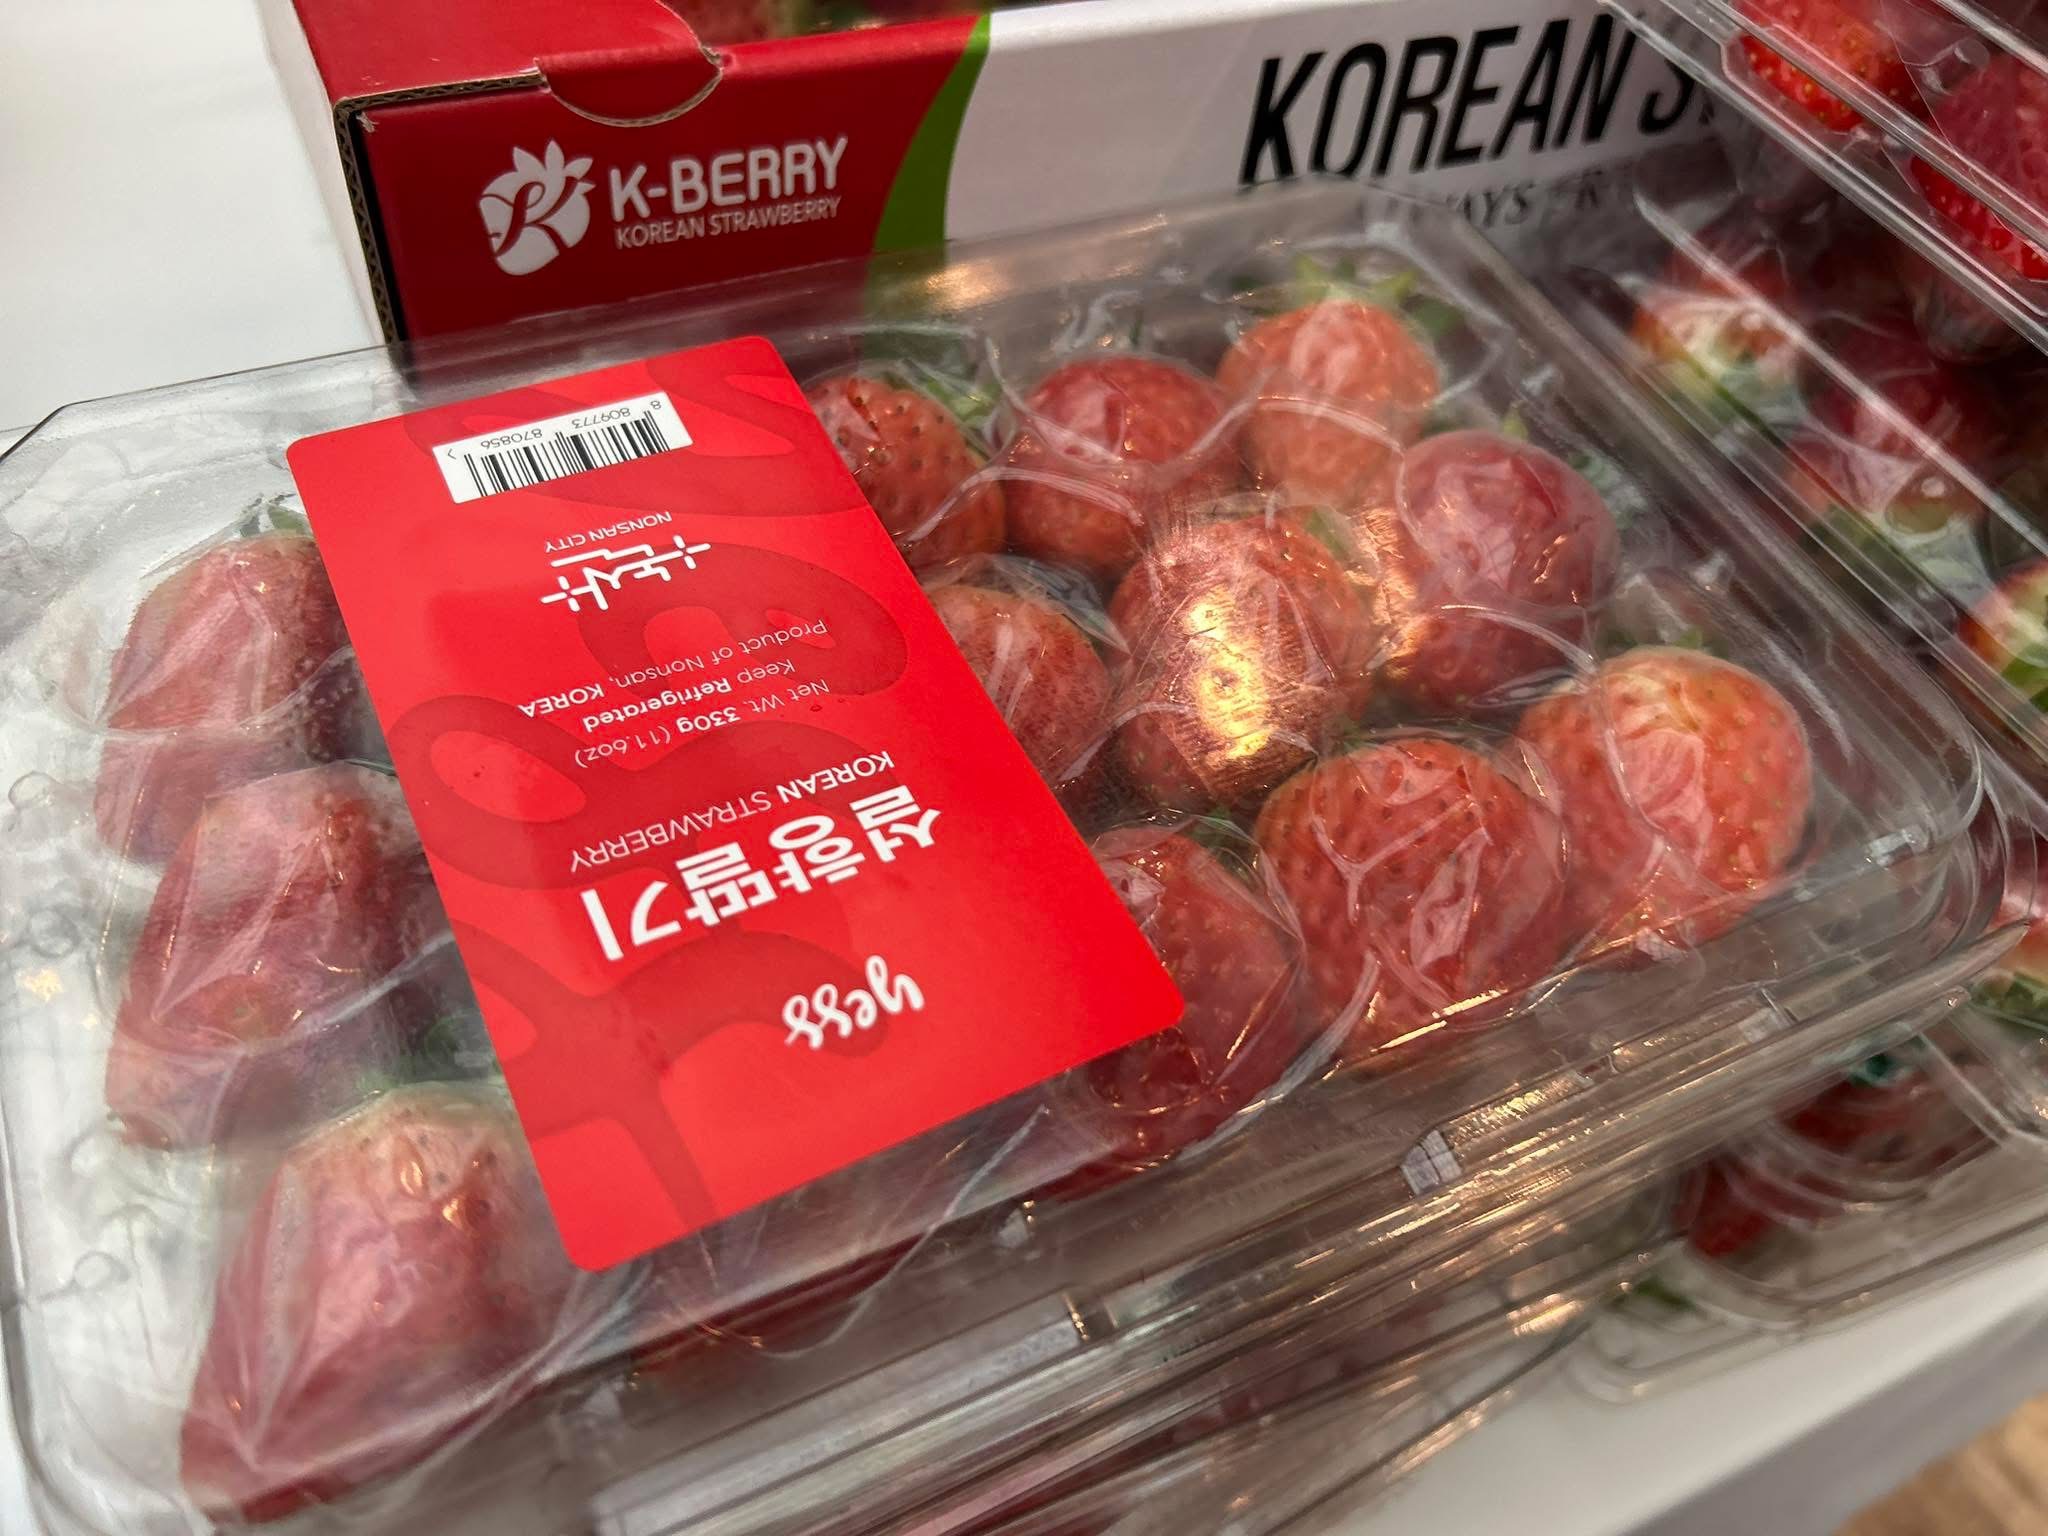 K-BERRY
KOREAN STRAWBERRY
KOREAN
yess
설향딸기
KOREAN STRAWBERRY
Net Wt. 330g (11.6oz)
Keep Refrigerated
Product of Nonsan, KOREA
논산시
NONSAN CITY
8 809773 870856 >